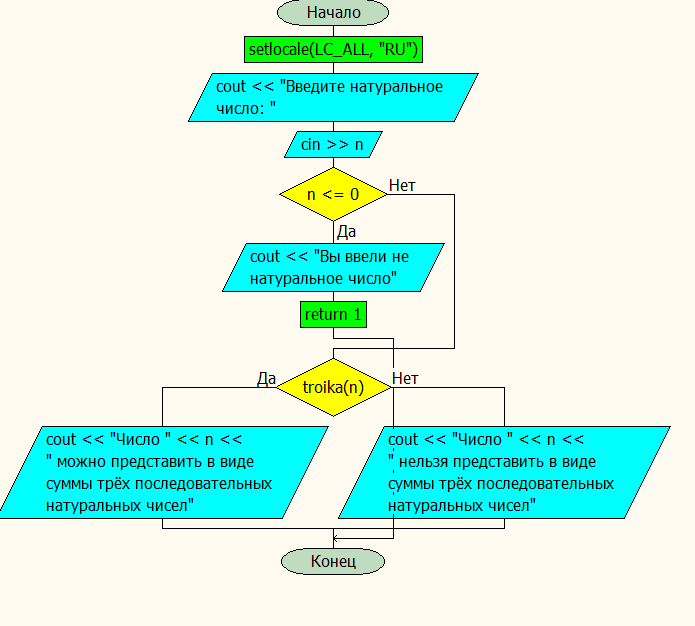 Начало
setlocale(LC_ALL, "RU")
cout << "Введите натуральное
число: "
cin >> n
n <= 0
Нет
Да
cout << "Вы ввели не
натуральное число"
return 1
Да
troika(n)
Нет
cout << "Число " << n <<
" можно представить в виде
суммы трёх последовательных
натуральных чисел"
cout << "Число " << n <<
" нельзя представить в виде
суммы трёх последовательных
натуральных чисел"
Конец